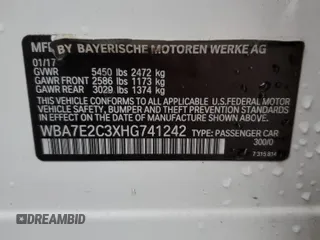 MFD BY BAYERISCHE MOTOREN WERKE AG
01/17
GVWR 5450 lbs 2472 kg
GAWR FRONT 2586 lbs 1173 kg
GAWR REAR 3029 lbs 1374 kg
THIS VEHICLE CONFORMS TO ALL APPLICABLE U.S. FEDERAL MOTOR
VEHICLE SAFETY, BUMPER, AND THEFT PREVENTION STANDARDS
IN EFFECT ON THE DATE OF MANUFACTURE SHOWN ABOVE.
WBA7E2C3XHG741242 TYPE: PASSENGER CAR
300/0
DREAMBID